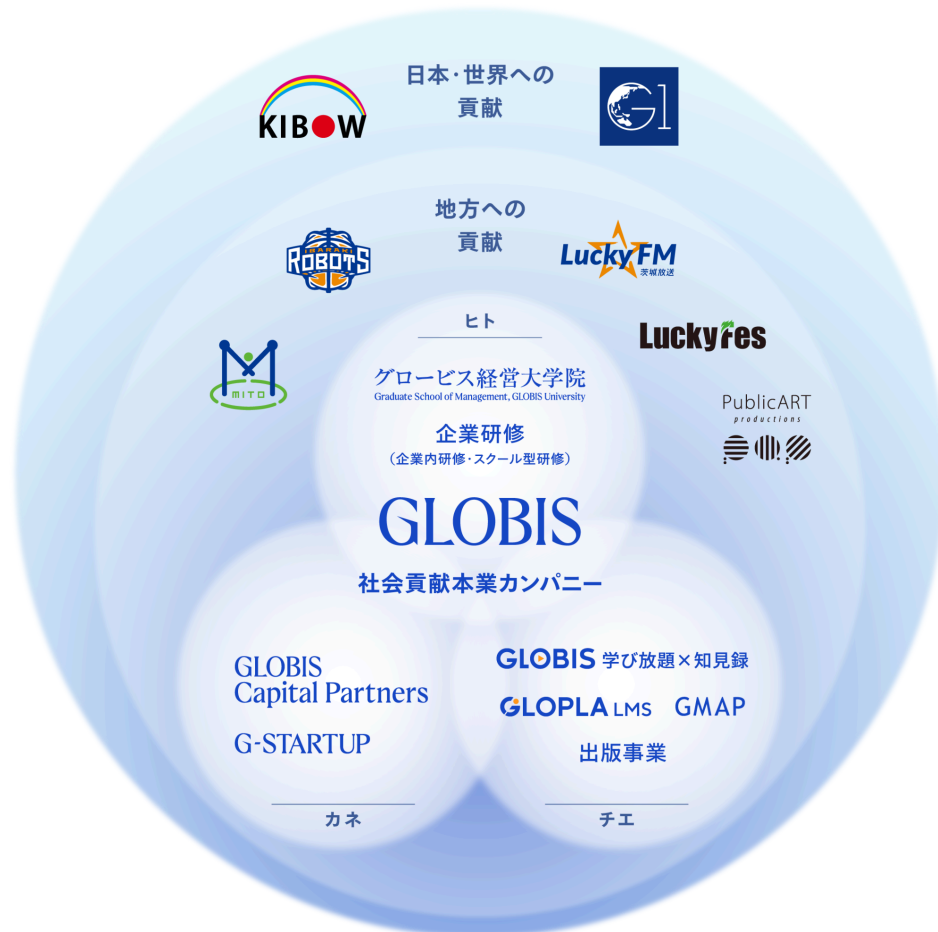 日本・世界への
貢献
KIBOW
G1
地方への
貢献
IBARAKI
ROBOTS
LuckyFM
茨城放送
LuckyFes
MITO
PublicART
productions
ヒト
グロービス経営大学院
Graduate School of Management, GLOBIS University
企業研修
（企業内研修・スクール型研修）
GLOBIS
社会貢献本業カンパニー
GLOBIS
Capital Partners
G-STARTUP
カネ
GLOBIS 学び放題×知見録
GLOPLA LMS GMAP
出版事業
チエ